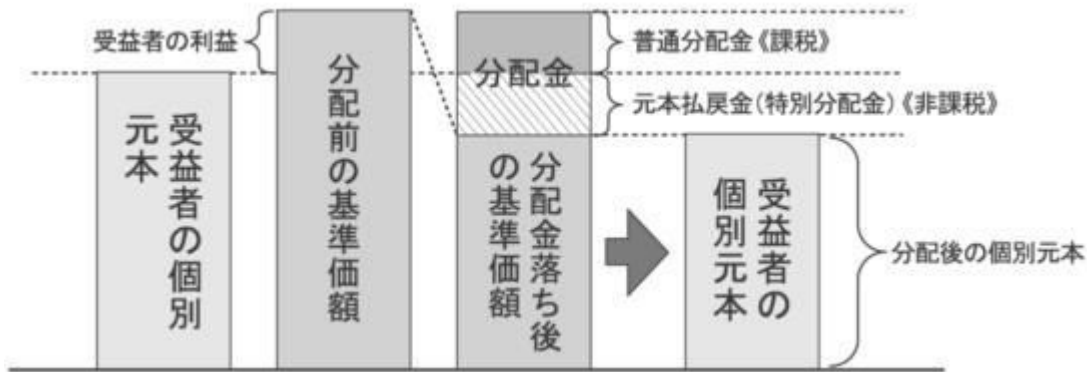 受益者の利益
受益者の個別
元本
分配前の基準価額
分配金
分配金落ち後
の基準価額
普通分配金《課税》
元本払戻金(特別分配金)《非課税》
受益者の
個別元本
分配後の個別元本